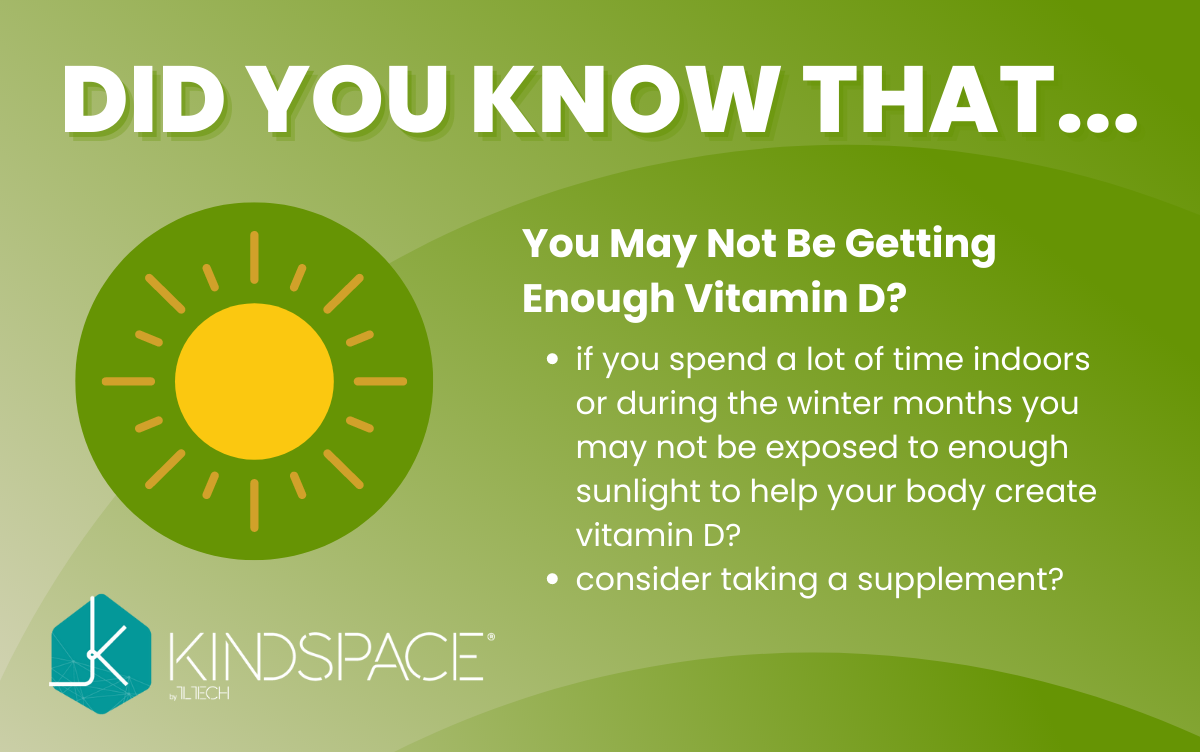 DID YOU KNOW THAT...
You May Not Be Getting
Enough Vitamin D?
• if you spend a lot of time indoors
or during the winter months you
may not be exposed to enough
sunlight to help your body create
vitamin D?
• consider taking a supplement?
KINDSPACE®
by TLTECH